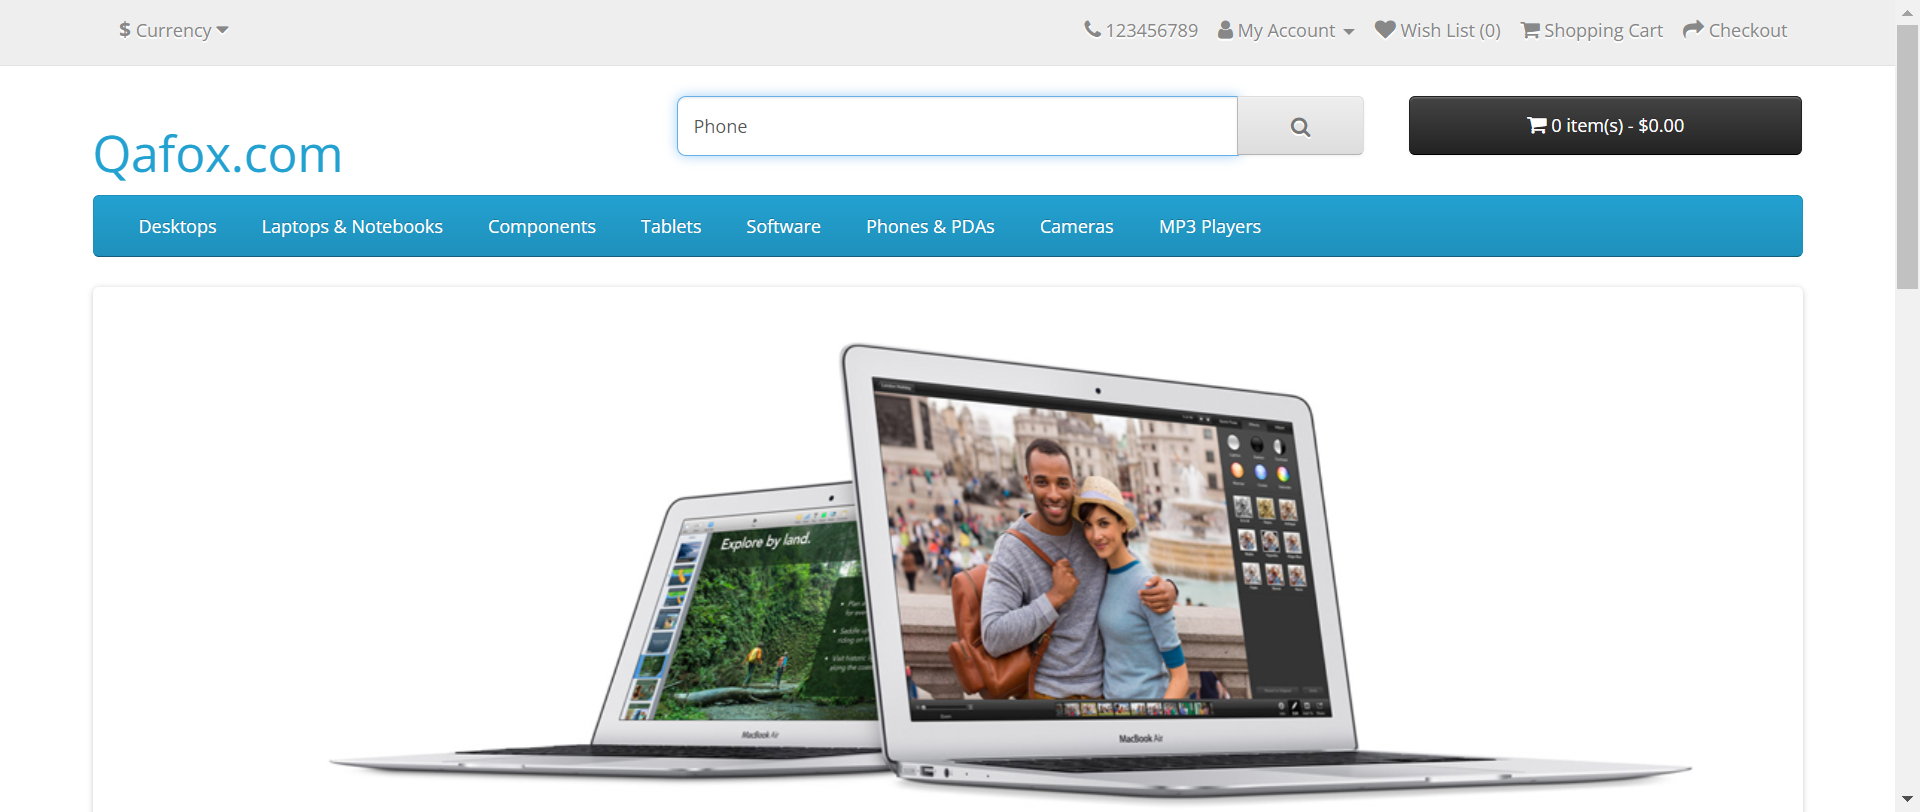 $ Currency
123456789 My Account Wish List (0) Shopping Cart Checkout
Phone
0 item(s) - $0.00
Qafox.com
Desktops Laptops & Notebooks Components Tablets Software Phones & PDAs Cameras MP3 Players
Explore by land.
MacBook Air
MacBook Air